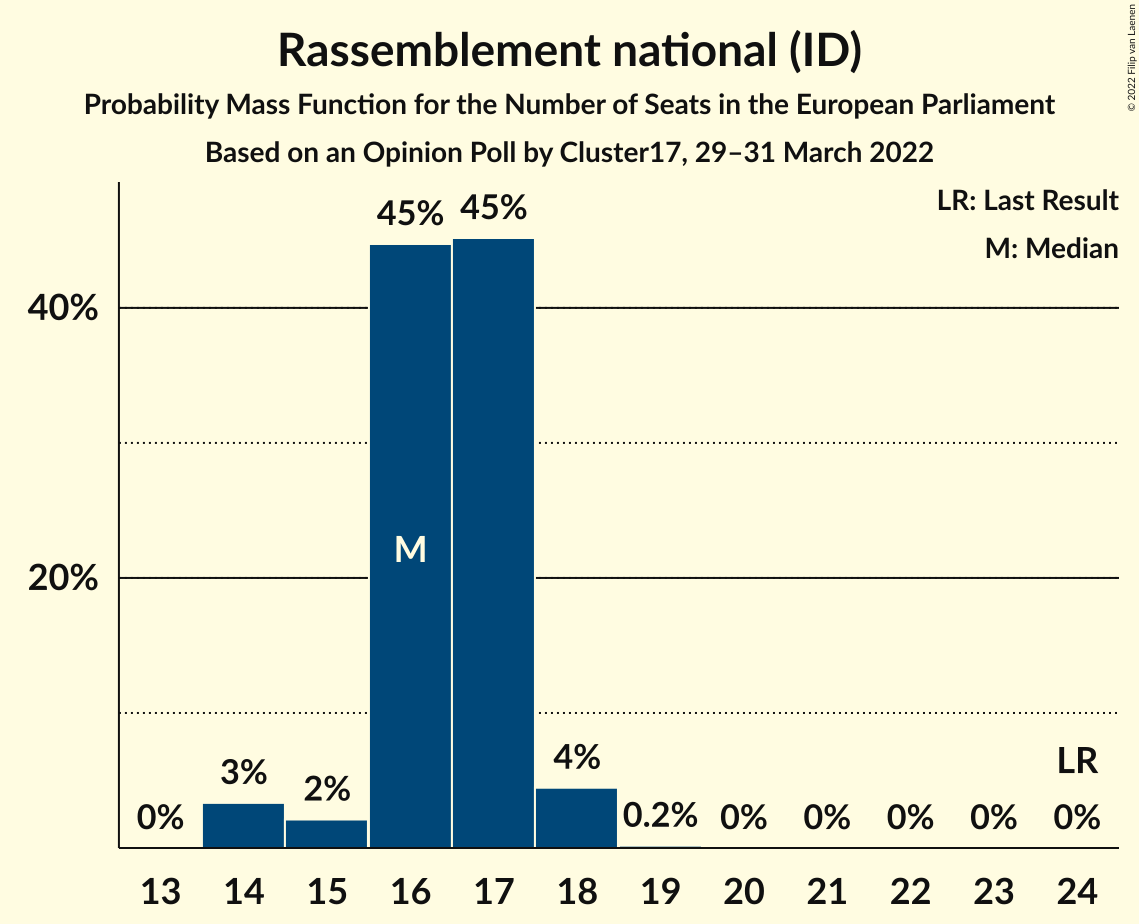 Rassemblement national (ID)
Probability Mass Function for the Number of Seats in the European Parliament
Based on an Opinion Poll by Cluster17, 29–31 March 2022
© 2022 Filip van Laenen
LR: Last Result
M: Median
45% 45%
40%
M
20%
LR
0% 3% 2% 4% 0.2% 0% 0% 0% 0% 0%
13 14 15 16 17 18 19 20 21 22 23 24